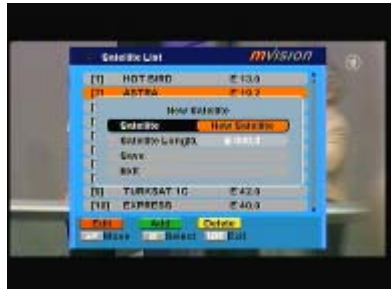 Satellite List
mvision
[1] HOT BIRD E 13.0
[2] ASTRA E 19.2
New Satellite
Satellite New Satellite
Satellite Longit.
Save
Exit
[9] TURKSAT 1C E 42.0
[10] EXPRESS E 40.0
Edit Add Delete
Move Select Exit